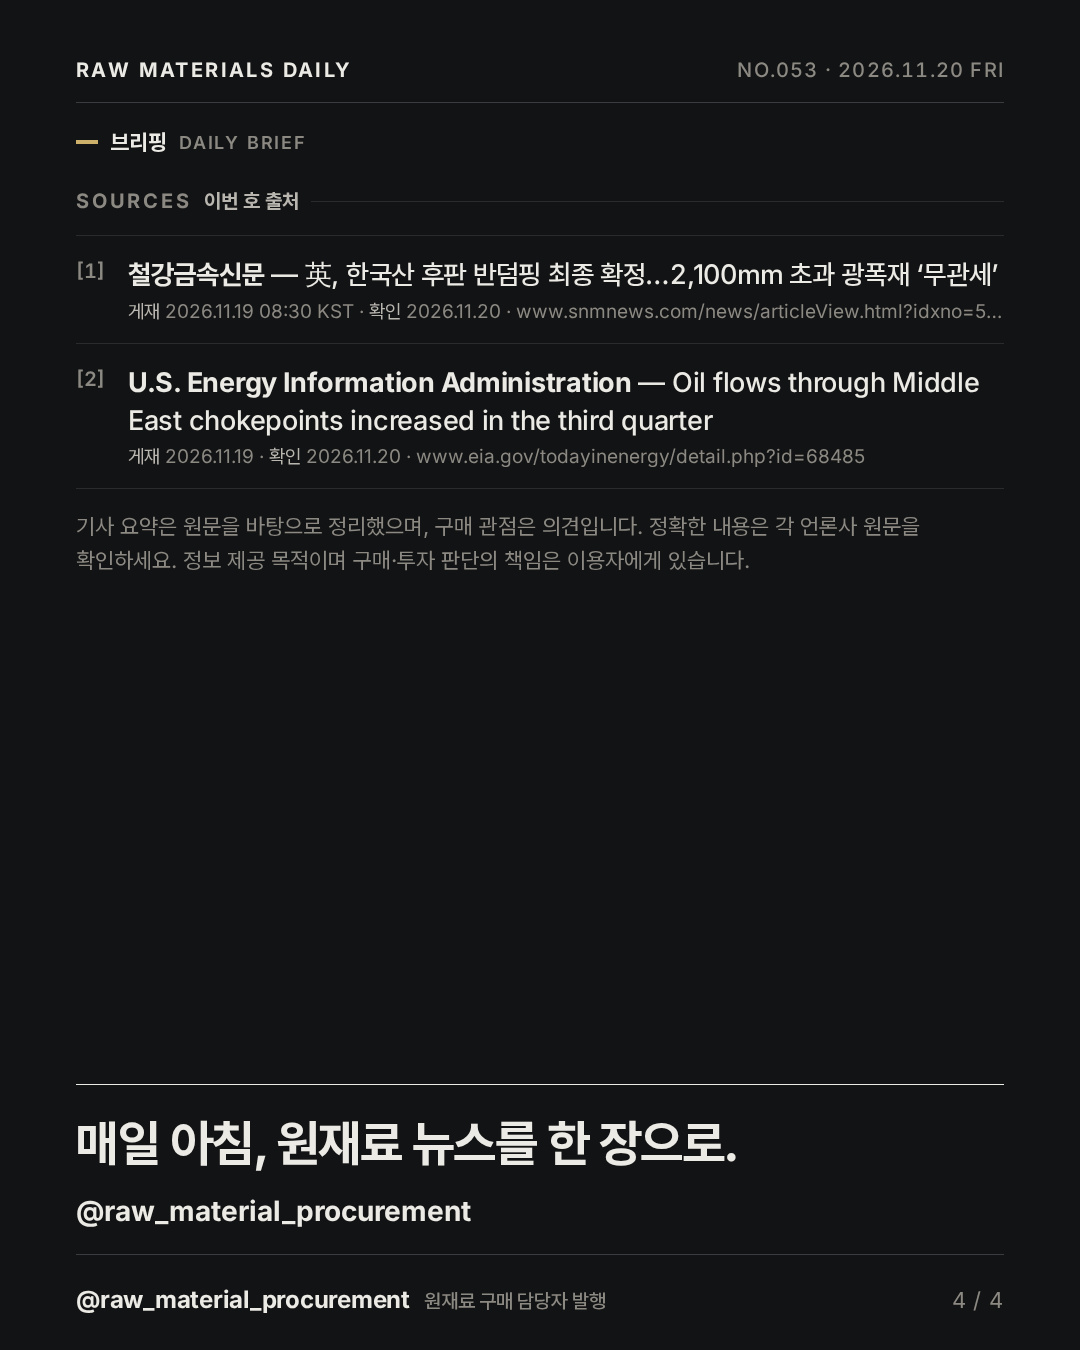 RAW MATERIALS DAILY
NO.053 · 2026.11.20 FRI
브리핑 DAILY BRIEF
SOURCES 이번 호 출처
[1] 철강금속신문 — 英, 한국산 후판 반덤핑 최종 확정…2,100mm 초과 광폭재 ‘무관세’
게재 2026.11.19 08:30 KST · 확인 2026.11.20 · www.snmnews.com/news/articleView.html?idxno=5…
[2] U.S. Energy Information Administration — Oil flows through Middle
East chokepoints increased in the third quarter
게재 2026.11.19 · 확인 2026.11.20 · www.eia.gov/todayinenergy/detail.php?id=68485
기사 요약은 원문을 바탕으로 정리했으며, 구매 관점은 의견입니다. 정확한 내용은 각 언론사 원문을
확인하세요. 정보 제공 목적이며 구매·투자 판단의 책임은 이용자에게 있습니다.
매일 아침, 원재료 뉴스를 한 장으로.
@raw_material_procurement
@raw_material_procurement 원재료 구매 담당자 발행
4 / 4